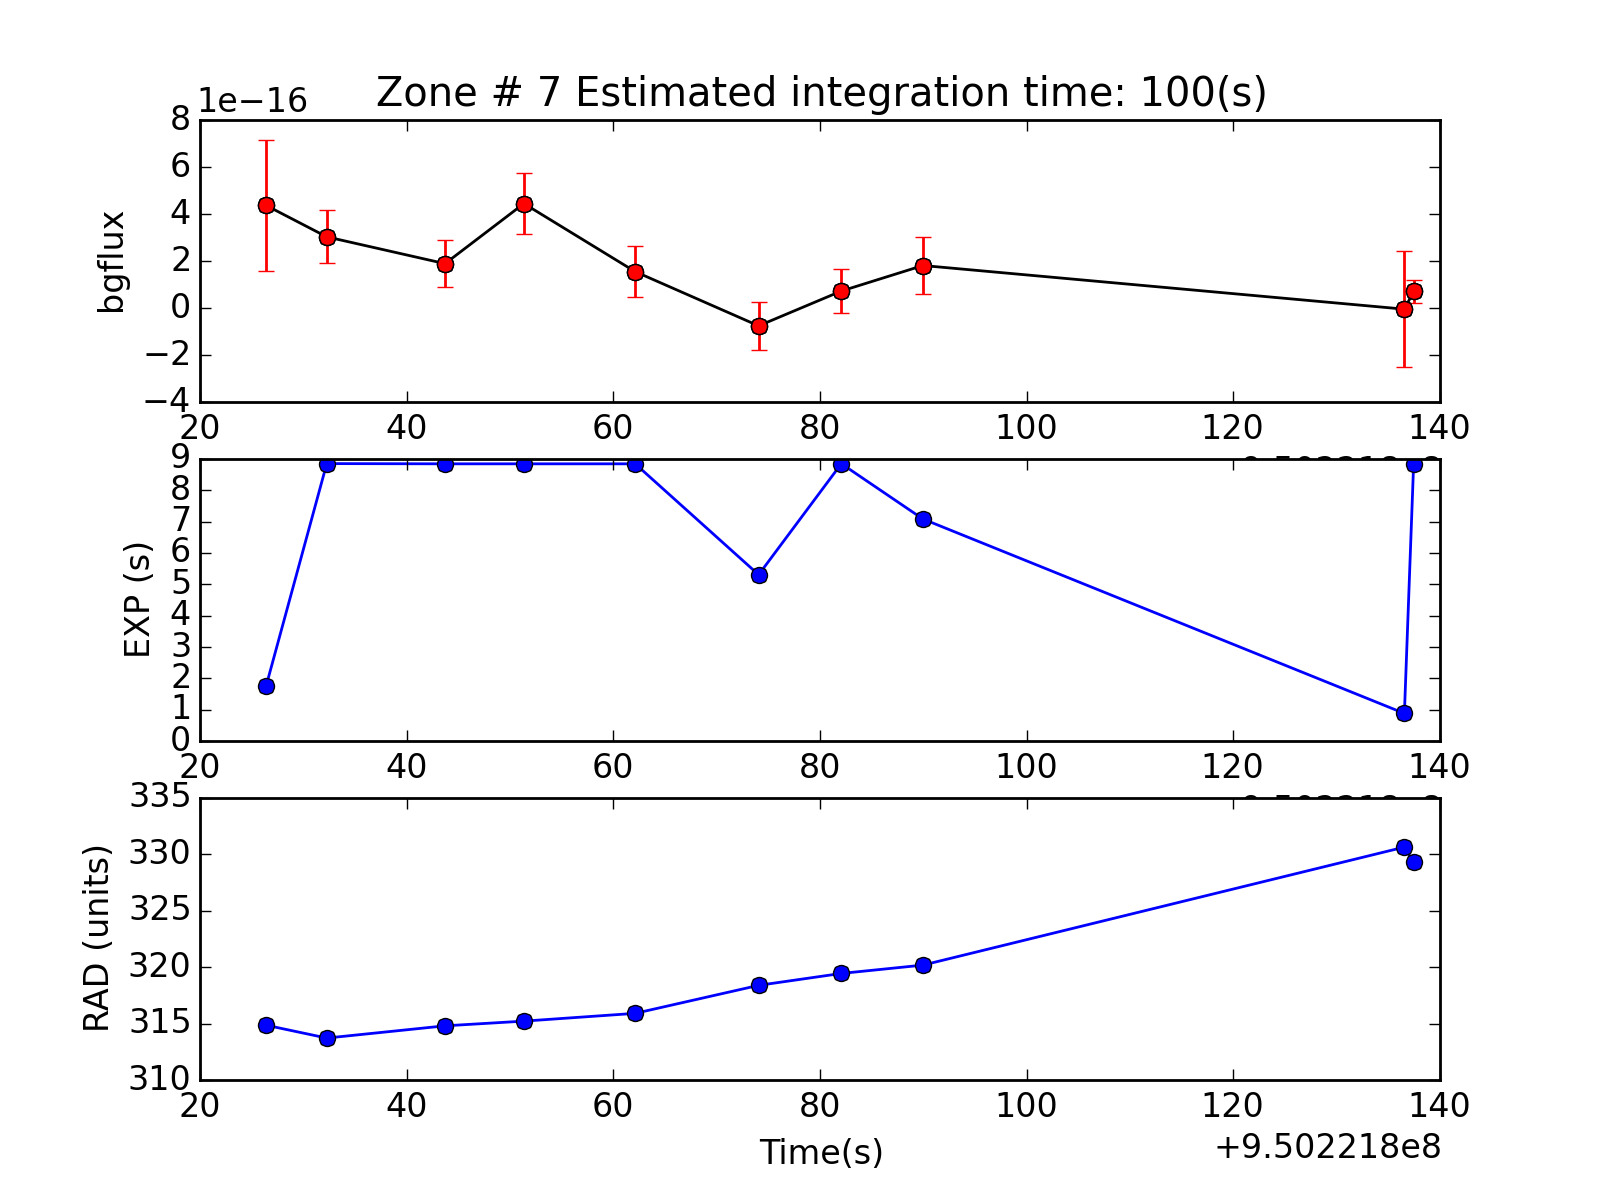 Zone # 7 Estimated integration time: 100(s)
1e−16
8
6
4
2
0
−2
−4
bgflux
20 40 60 80 100 120 140
9
8
7
6
5
4
3
2
1
0
EXP (s)
20 40 60 80 100 120 140
335
330
325
320
315
310
RAD (units)
20 40 60 80 100 120 140
Time(s)
+9.502218e8